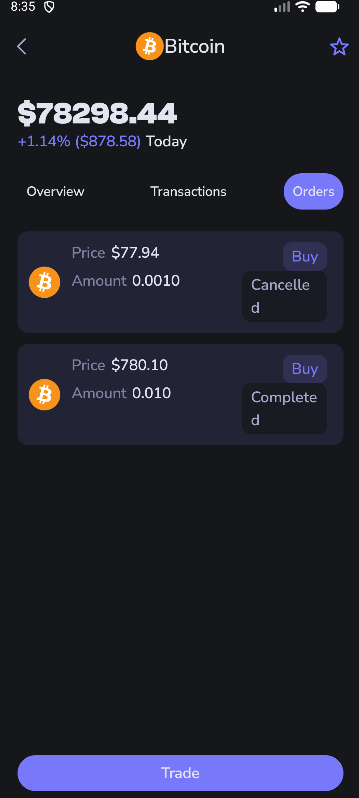 8:35
Bitcoin
$78298.44
+1.14% ($878.58) Today
Overview Transactions Orders
Price $77.94 Buy
Amount 0.0010 Cancelle
d
Price $780.10 Buy
Amount 0.010 Complete
d
Trade